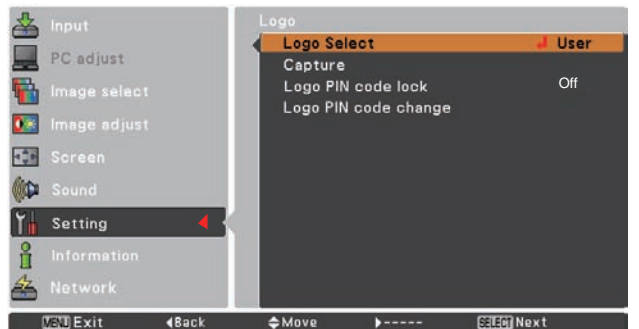 Input
PC adjust
Image select
Image adjust
Screen
Sound
Setting
Information
Network
Logo
Logo Select User
Capture
Logo PIN code lock Off
Logo PIN code change
MENU Exit Back Move ----- SELECT Next